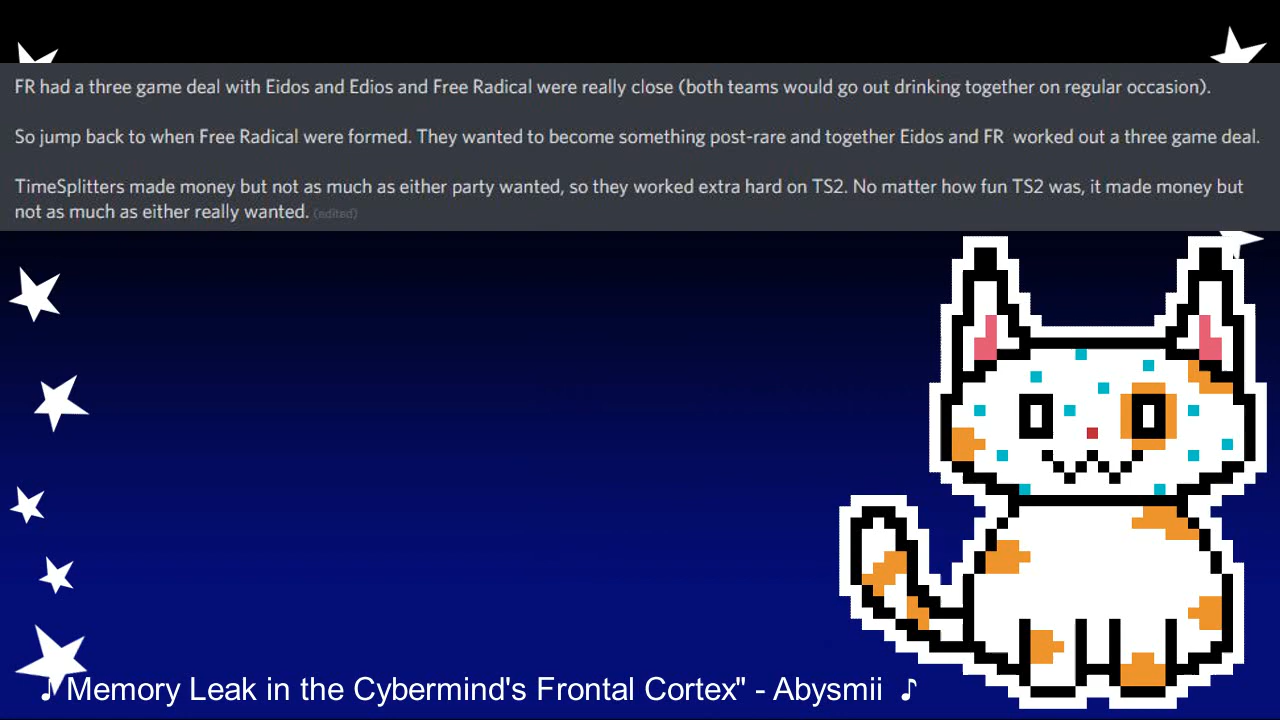 FR had a three game deal with Eidos and Edios and Free Radical were really close (both teams would go out drinking together on regular occasion).
So jump back to when Free Radical were formed. They wanted to become something post-rare and together Eidos and FR worked out a three game deal.
TimeSplitters made money but not as much as either party wanted, so they worked extra hard on TS2. No matter how fun TS2 was, it made money but
not as much as either really wanted. (edited)
♪ Memory Leak in the Cybermind's Frontal Cortex" - Abysmii ♪